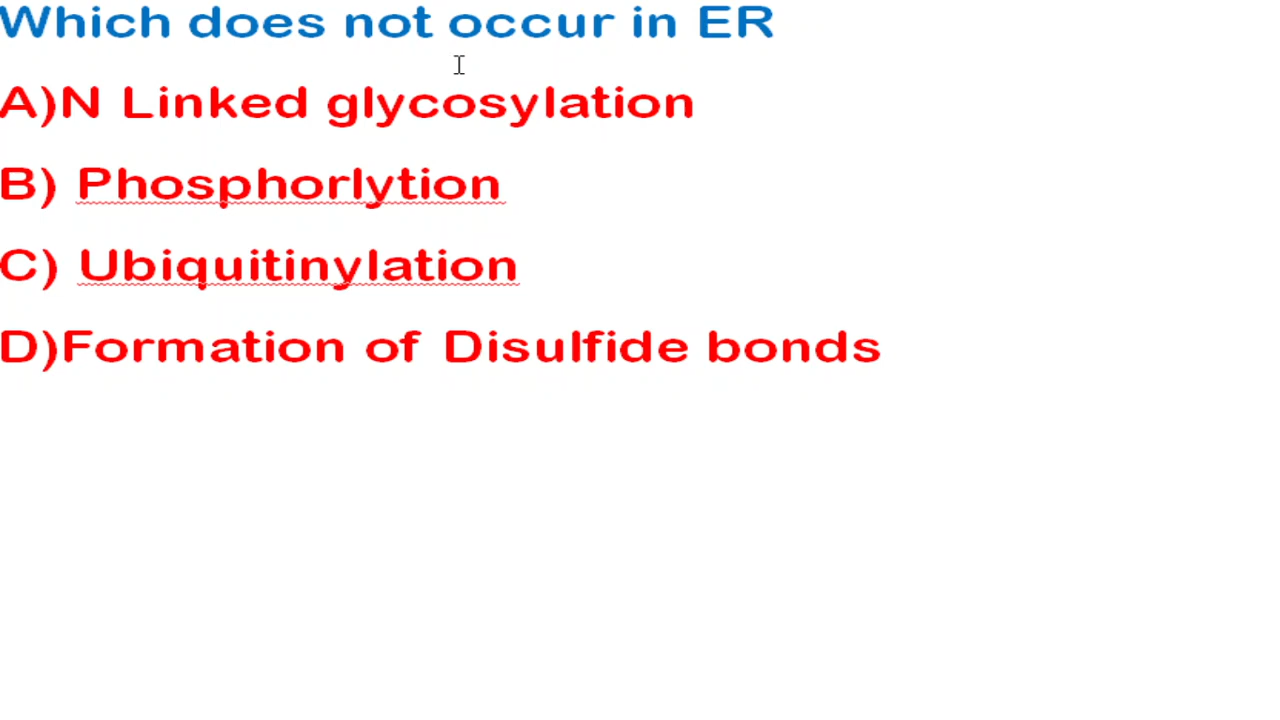 Which does not occur in ER
A)N Linked glycosylation
B) Phosphorlytion
C) Ubiquitinylation
D)Formation of Disulfide bonds